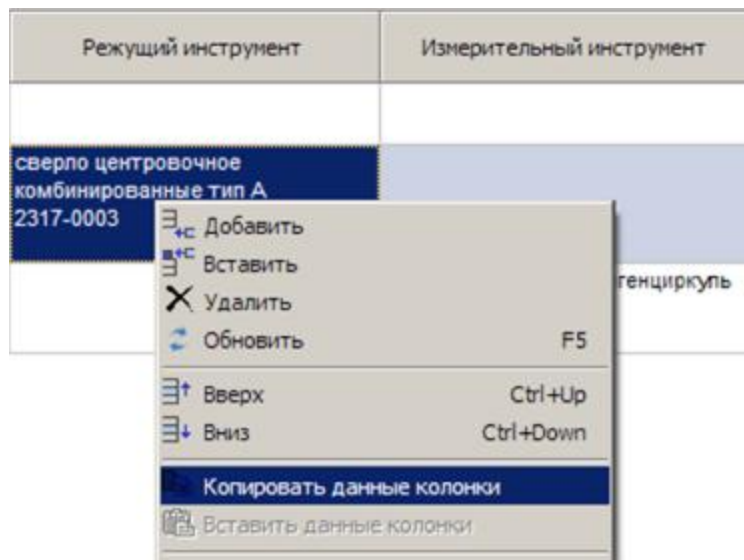 Режущий инструмент
Измерительный инструмент
сверло центровочное
комбинированные тип А
2317-0003
генциркуль
Добавить
Вставить
Удалить
Обновить F5
Вверх Ctrl+Up
Вниз Ctrl+Down
Копировать данные колонки
Вставить данные колонки